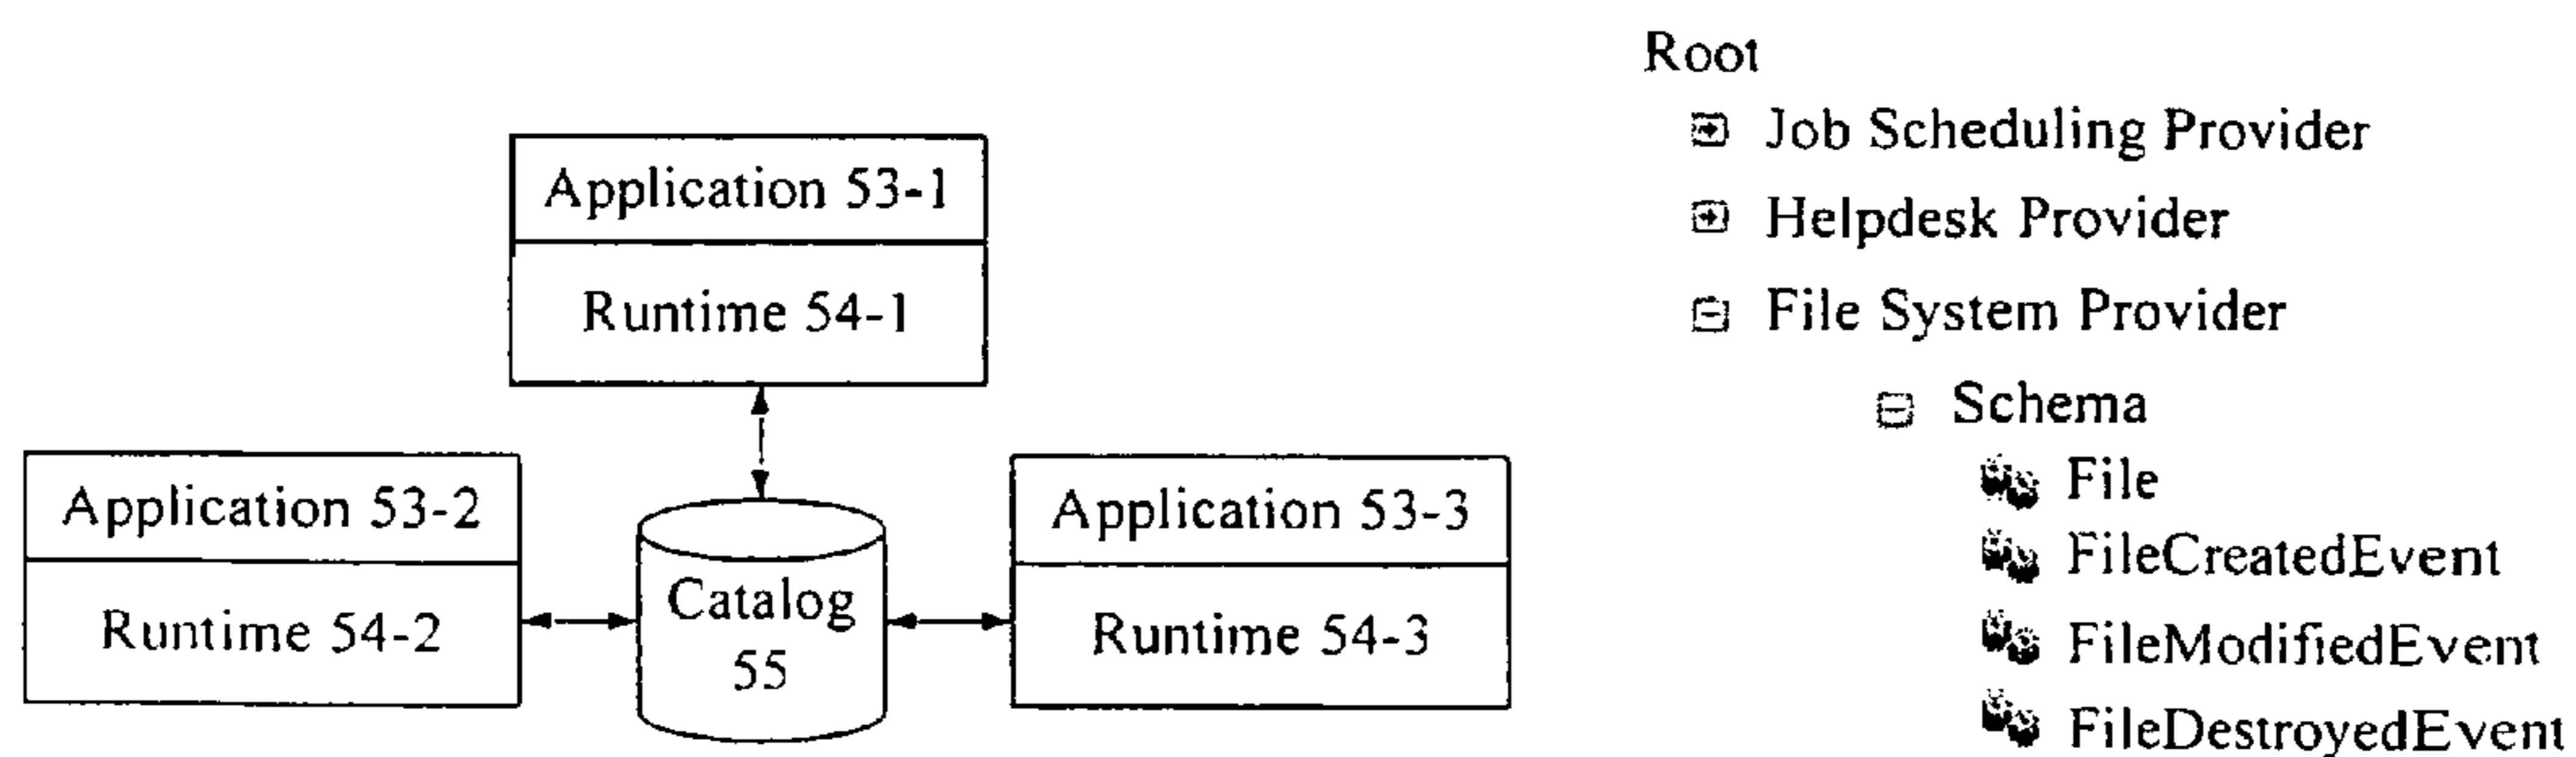 Application 53-1
Runtime 54-1
Application 53-2
Runtime 54-2
Catalog
55
Application 53-3
Runtime 54-3
Root
Job Scheduling Provider
Helpdesk Provider
File System Provider
Schema
File
FileCreatedEvent
FileModifiedEvent
FileDestroyedEvent